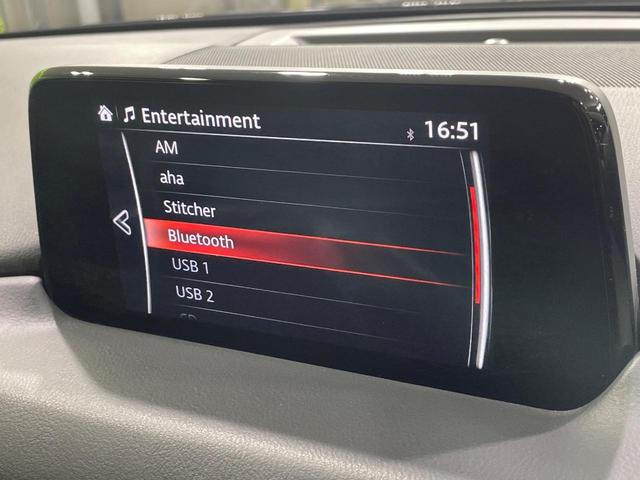 Entertainment
16:51
AM
aha
Stitcher
Bluetooth
USB 1
USB 2